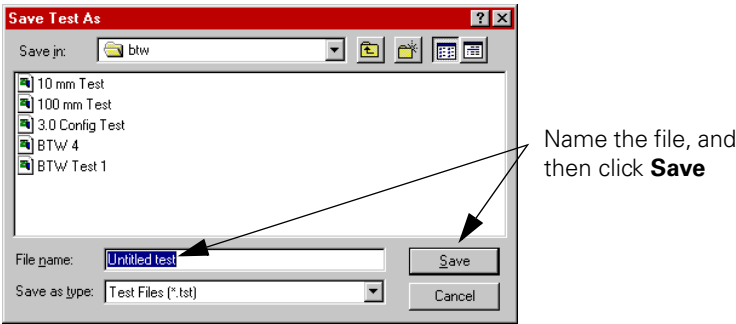 Save Test As
Save in: btw
10 mm Test
100 mm Test
3.0 Config Test
BTW 4
BTW Test 1
Name the file, and
then click Save
File name: Untitled test Save
Save as type: Test Files (*.tst) Cancel